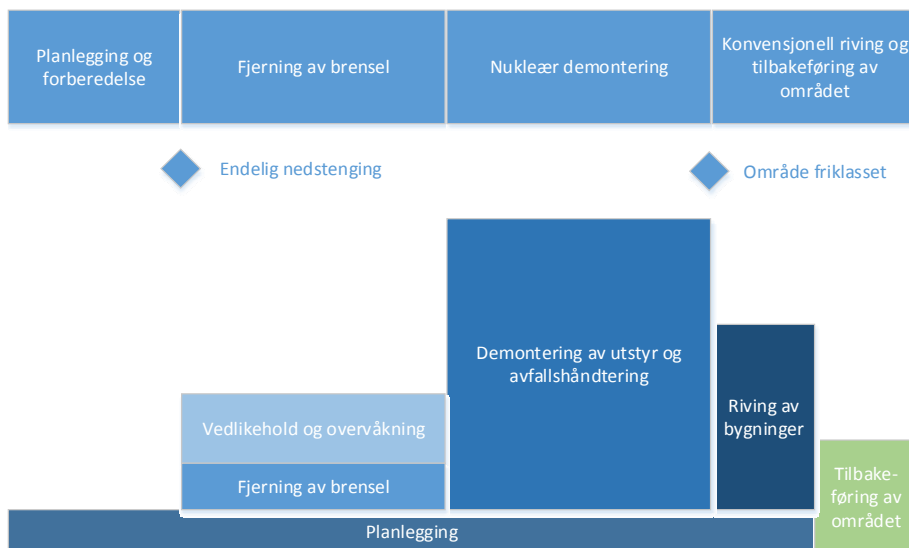 Planlegging og
forberedelse
Fjerning av brensel
Nukleær demontering
Konvensjonell riving og
tilbakeføring av
området
Endelig nedstenging
Område friklasset
Demontering av utstyr og
avfallshåndtering
Vedlikehold og overvåkning
Fjerning av brensel
Riving av
bygninger
Tilbake-
føring av
området
Planlegging